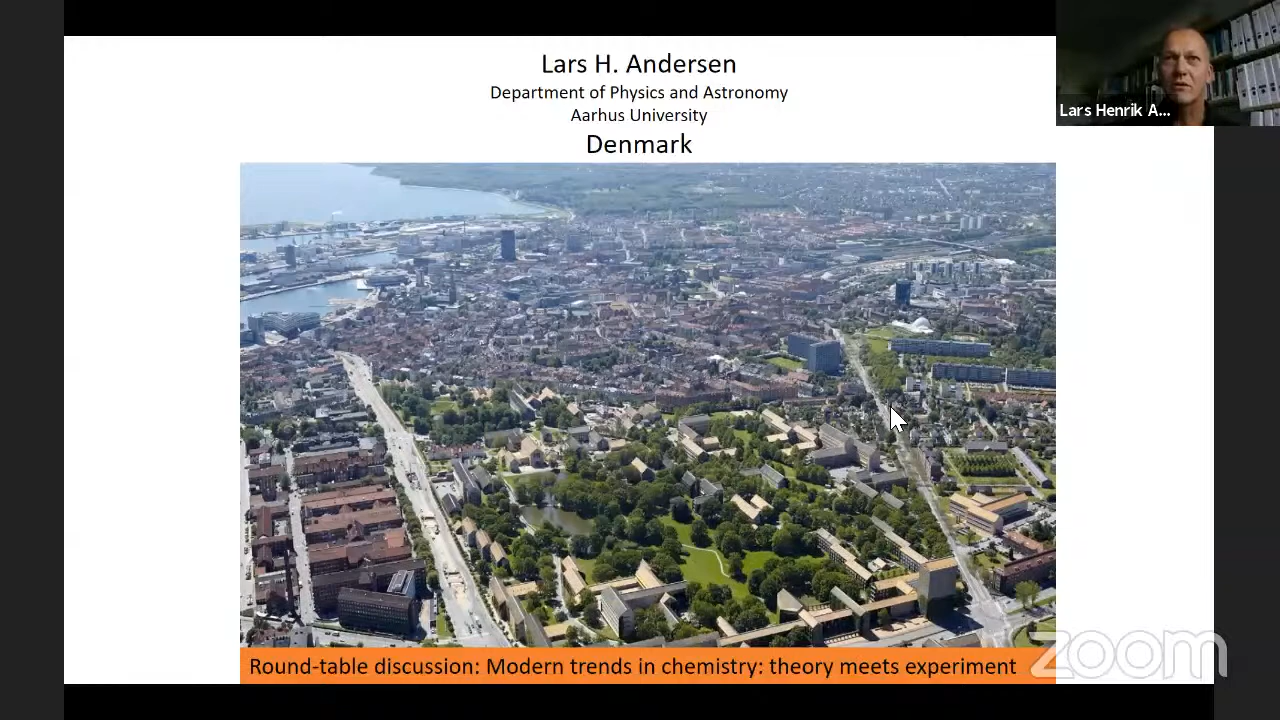 Lars H. Andersen
Department of Physics and Astronomy
Aarhus University
Denmark
Lars Henrik A...
Round-table discussion: Modern trends in chemistry: theory meets experiment
zoom